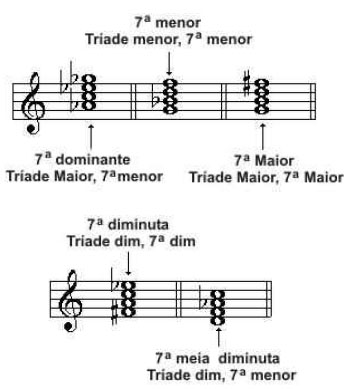 7ª menor
Tríade menor, 7ª menor
7ª dominante
Tríade Maior, 7ª menor
7ª Maior
Tríade Maior, 7ª Maior
7ª diminuta
Tríade dim, 7ª dim
7ª meia diminuta
Tríade dim, 7ª menor